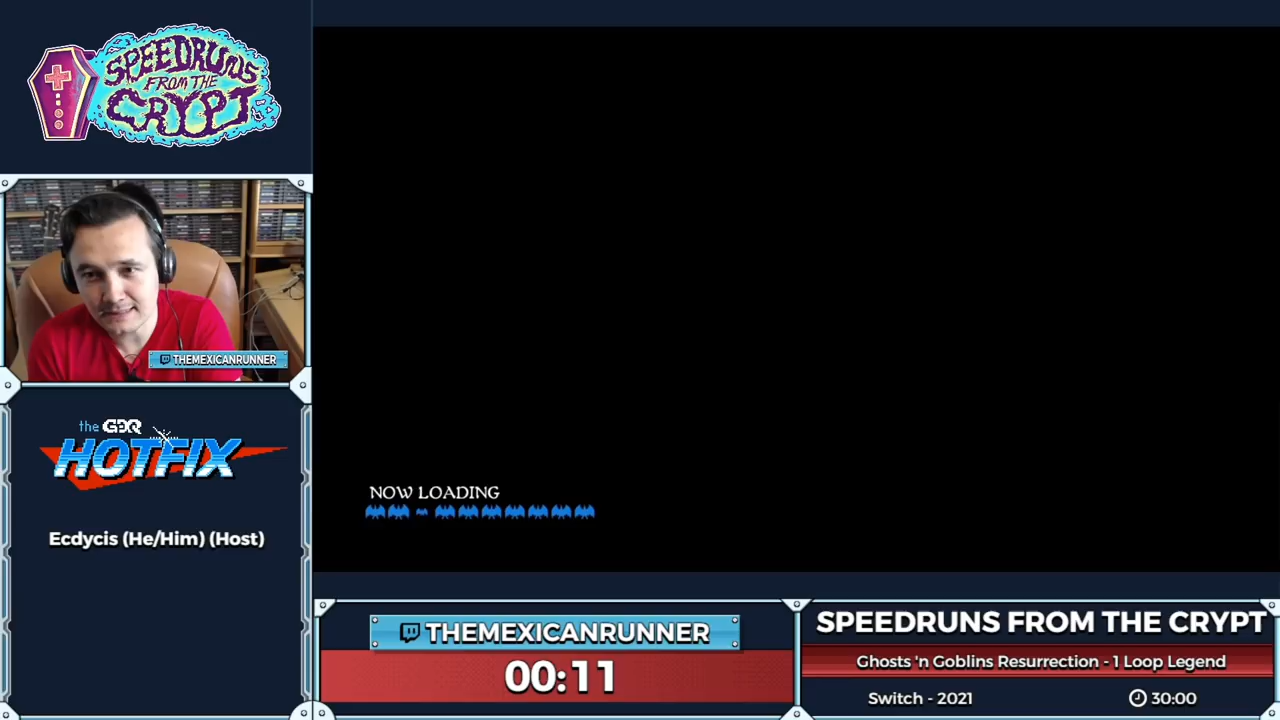 SPEEDRUNS
FROM THE
CRYPT
THEMEXICANRUNNER
the GDQ
HOTFIX
Ecdycis (He/Him) (Host)
NOW LOADING
THEMEXICANRUNNER
00:11
SPEEDRUNS FROM THE CRYPT
Ghosts 'n Goblins Resurrection - 1 Loop Legend
Switch - 2021 30:00